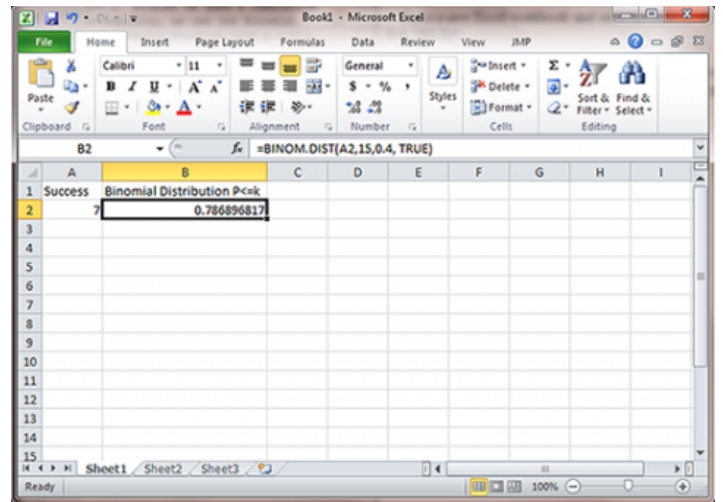 Book1 - Microsoft Excel
File Home Insert Page Layout Formulas Data Review View JMP
Calibri 11 General Insert Σ
Paste B I U A A $ % , Styles Delete Sort & Find &
A .00 .0 Format Filter Select
Clipboard Font Alignment Number Cells Editing
B2 fx =BINOM.DIST(A2,15,0.4, TRUE)
A B C D E F G H I
1 Success Binomial Distribution P<=k
2 7 0.786896817
3
4
5
6
7
8
9
10
11
12
13
14
15
Sheet1 Sheet2 Sheet3
Ready 100%